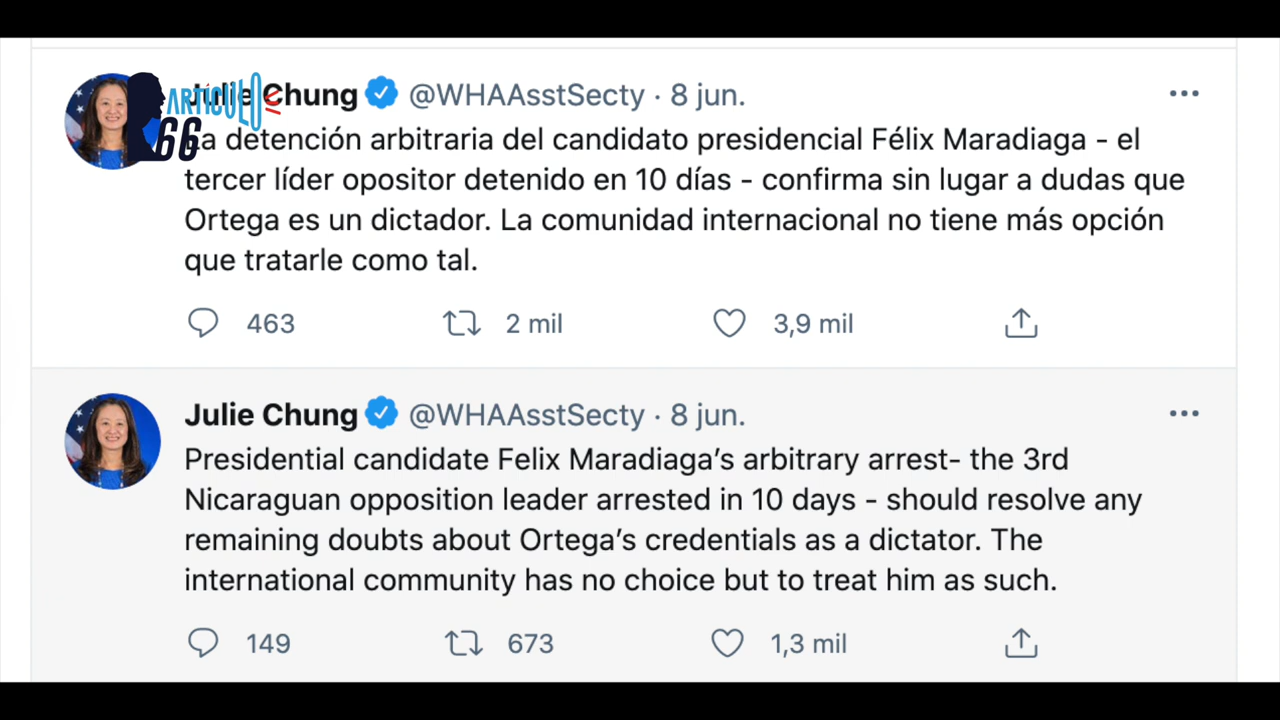 Julie Chung @WHAAsstSecty · 8 jun.
ARTICULO
66
La detención arbitraria del candidato presidencial Félix Maradiaga - el
tercer líder opositor detenido en 10 días - confirma sin lugar a dudas que
Ortega es un dictador. La comunidad internacional no tiene más opción
que tratarle como tal.
463 2 mil 3,9 mil
Julie Chung @WHAAsstSecty · 8 jun.
Presidential candidate Felix Maradiaga’s arbitrary arrest- the 3rd
Nicaraguan opposition leader arrested in 10 days - should resolve any
remaining doubts about Ortega’s credentials as a dictator. The
international community has no choice but to treat him as such.
149 673 1,3 mil